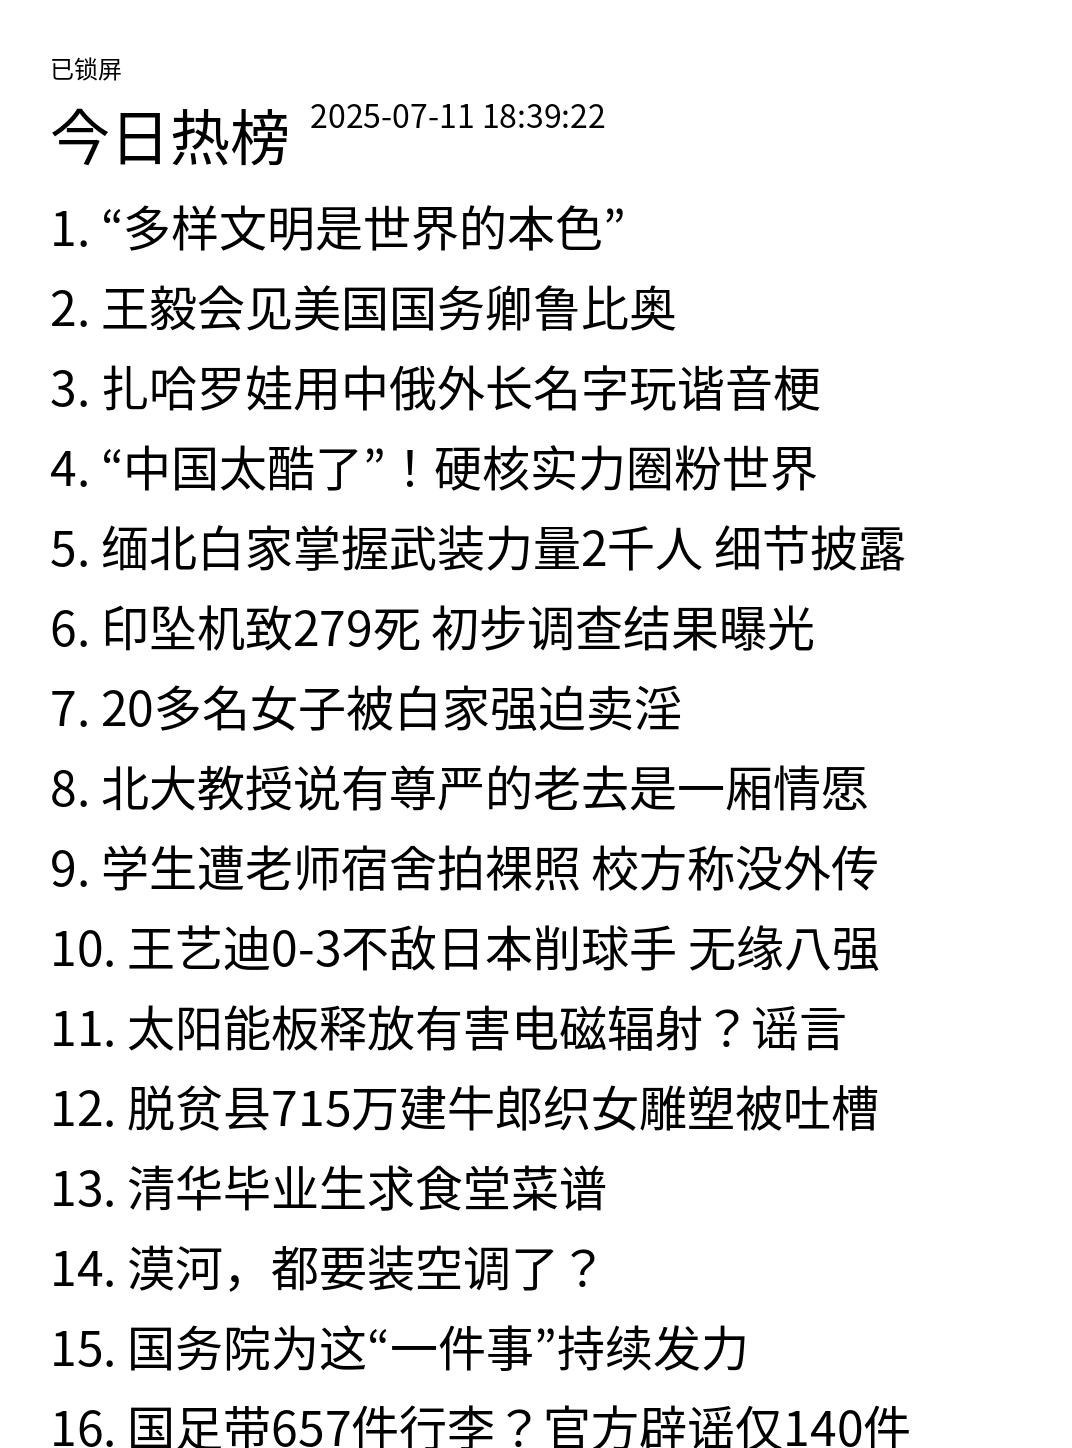 已锁屏
今日热榜 2025-07-11 18:39:22
1. “多样文明是世界的本色”
2. 王毅会见美国国务卿鲁比奥
3. 扎哈罗娃用中俄外长名字玩谐音梗
4. “中国太酷了”！硬核实力圈粉世界
5. 缅北白家掌握武装力量2千人 细节披露
6. 印坠机致279死 初步调查结果曝光
7. 20多名女子被白家强迫卖淫
8. 北大教授说有尊严的老去是一厢情愿
9. 学生遭老师宿舍拍裸照 校方称没外传
10. 王艺迪0-3不敌日本削球手 无缘八强
11. 太阳能板释放有害电磁辐射？谣言
12. 脱贫县715万建牛郎织女雕塑被吐槽
13. 清华毕业生求食堂菜谱
14. 漠河，都要装空调了？
15. 国务院为这“一件事”持续发力
16. 国足带657件行李？官方辟谣仅140件